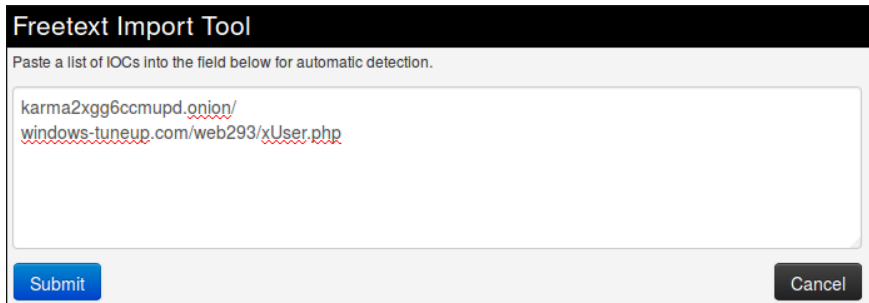 Freetext Import Tool
Paste a list of IOCs into the field below for automatic detection.
karma2xgg6ccmupd.onion/
windows-tuneup.com/web293/xUser.php
Submit
Cancel